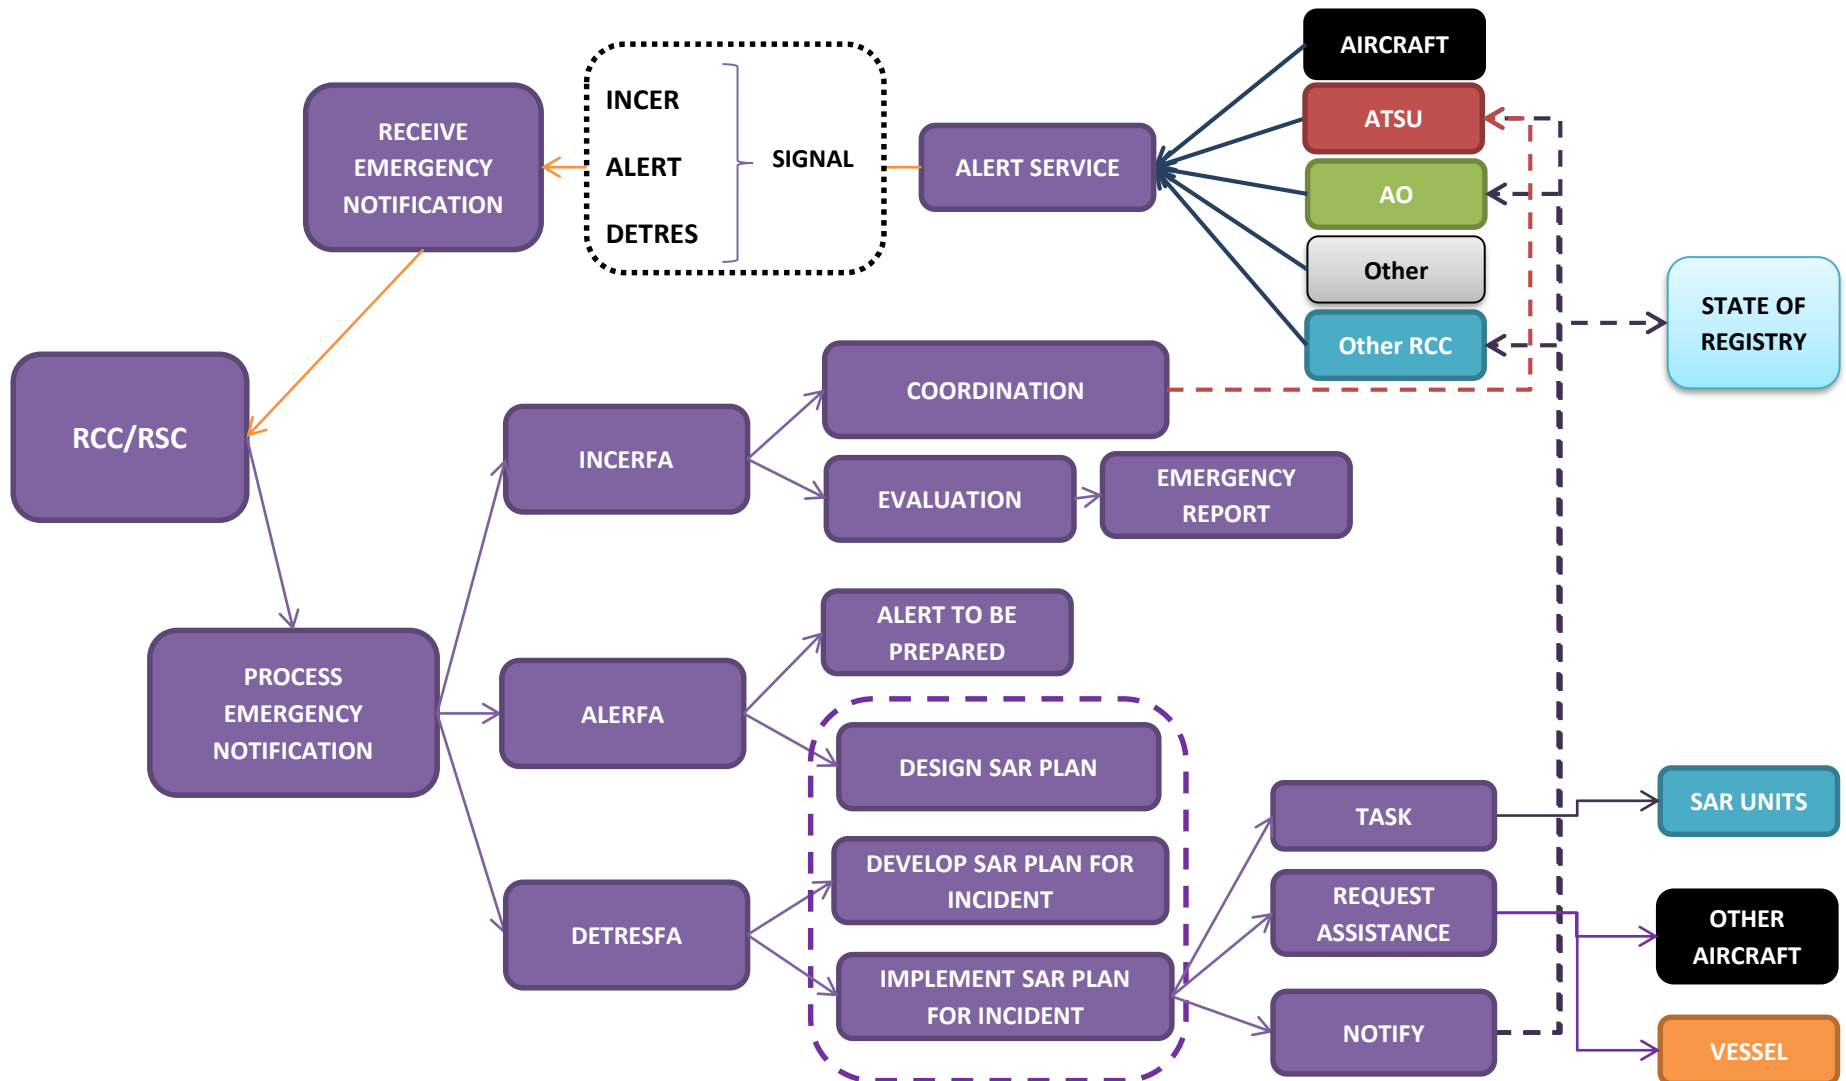 AIRCRAFT
INCER
RECEIVE
EMERGENCY
NOTIFICATION
ALERT
SIGNAL
DETRES
ALERT SERVICE
ATSU
AO
Other
Other RCC
STATE OF
REGISTRY
RCC/RSC
COORDINATION
INCERFA
EVALUATION
EMERGENCY
REPORT
ALERT TO BE
PREPARED
PROCESS
EMERGENCY
NOTIFICATION
ALERFA
DESIGN SAR PLAN
TASK
SAR UNITS
DEVELOP SAR PLAN FOR
INCIDENT
REQUEST
ASSISTANCE
OTHER
AIRCRAFT
DETRESFA
IMPLEMENT SAR PLAN
FOR INCIDENT
NOTIFY
VESSEL